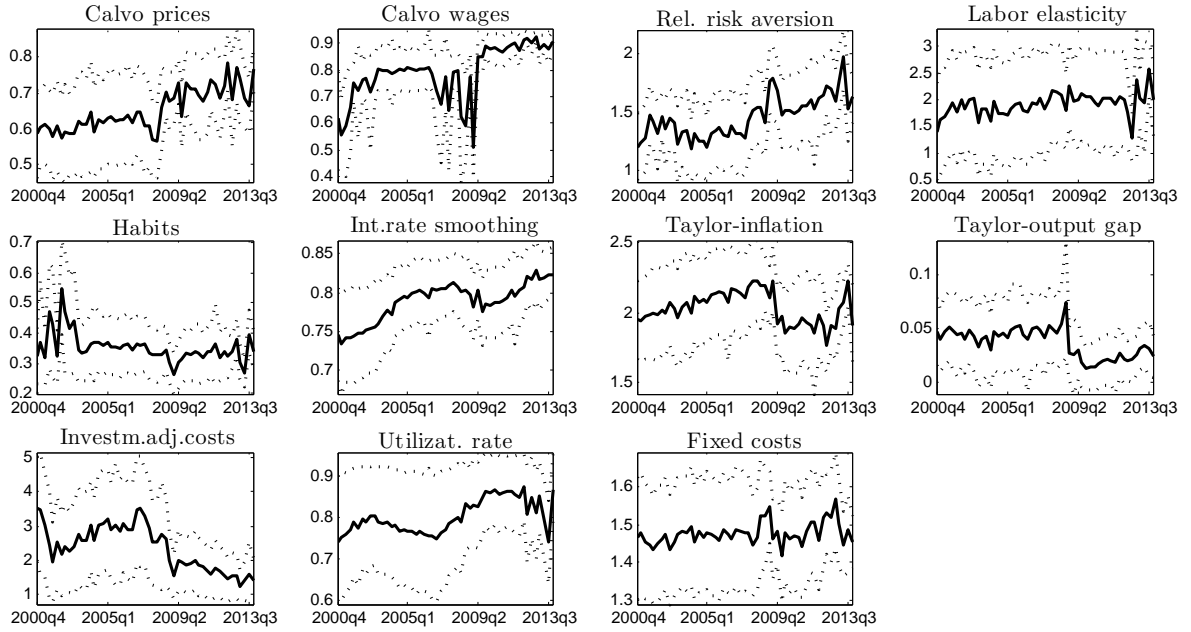 Calvo prices
0.8
0.7
0.6
0.5
2000q4 2005q1 2009q2 2013q3
Calvo wages
0.9
0.8
0.7
0.6
0.5
0.4
2000q4 2005q1 2009q2 2013q3
Rel. risk aversion
2
1.5
1
2000q4 2005q1 2009q2 2013q3
Labor elasticity
3
2.5
2
1.5
1
0.5
2000q4 2005q1 2009q2 2013q3
Habits
0.7
0.6
0.5
0.4
0.3
0.2
2000q4 2005q1 2009q2 2013q3
Int.rate smoothing
0.85
0.8
0.75
0.7
2000q4 2005q1 2009q2 2013q3
Taylor-inflation
2.5
2
1.5
2000q4 2005q1 2009q2 2013q3
Taylor-output gap
0.1
0.05
0
2000q4 2005q1 2009q2 2013q3
Investm.adj.costs
5
4
3
2
1
2000q4 2005q1 2009q2 2013q3
Utilizat. rate
0.9
0.8
0.7
0.6
2000q4 2005q1 2009q2 2013q3
Fixed costs
1.6
1.5
1.4
1.3
2000q4 2005q1 2009q2 2013q3